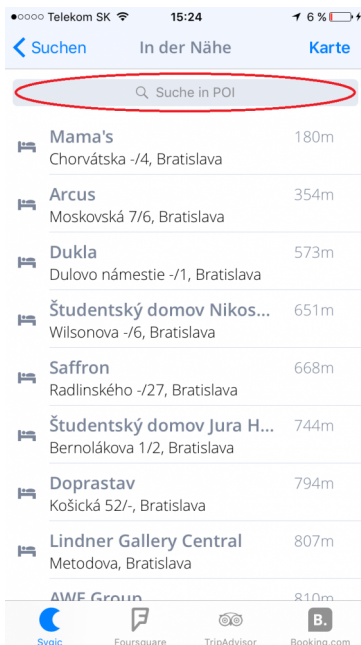 Telekom SK 15:24 6 %
Suchen In der Nähe Karte
Suche in POI
Mama's 180m
Chorvátska -/4, Bratislava
Arcus 354m
Moskovská 7/6, Bratislava
Dukla 573m
Dulovo námestie -/1, Bratislava
Študentský domov Nikos... 651m
Wilsonova -/6, Bratislava
Saffron 668m
Radlinského -/27, Bratislava
Študentský domov Jura H... 744m
Bernolákova 1/2, Bratislava
Doprastav 794m
Košická 52/-, Bratislava
Lindner Gallery Central 807m
Metodova, Bratislava
AWF Group 810m
B.
Sygic Foursquare TripAdvisor Booking.com